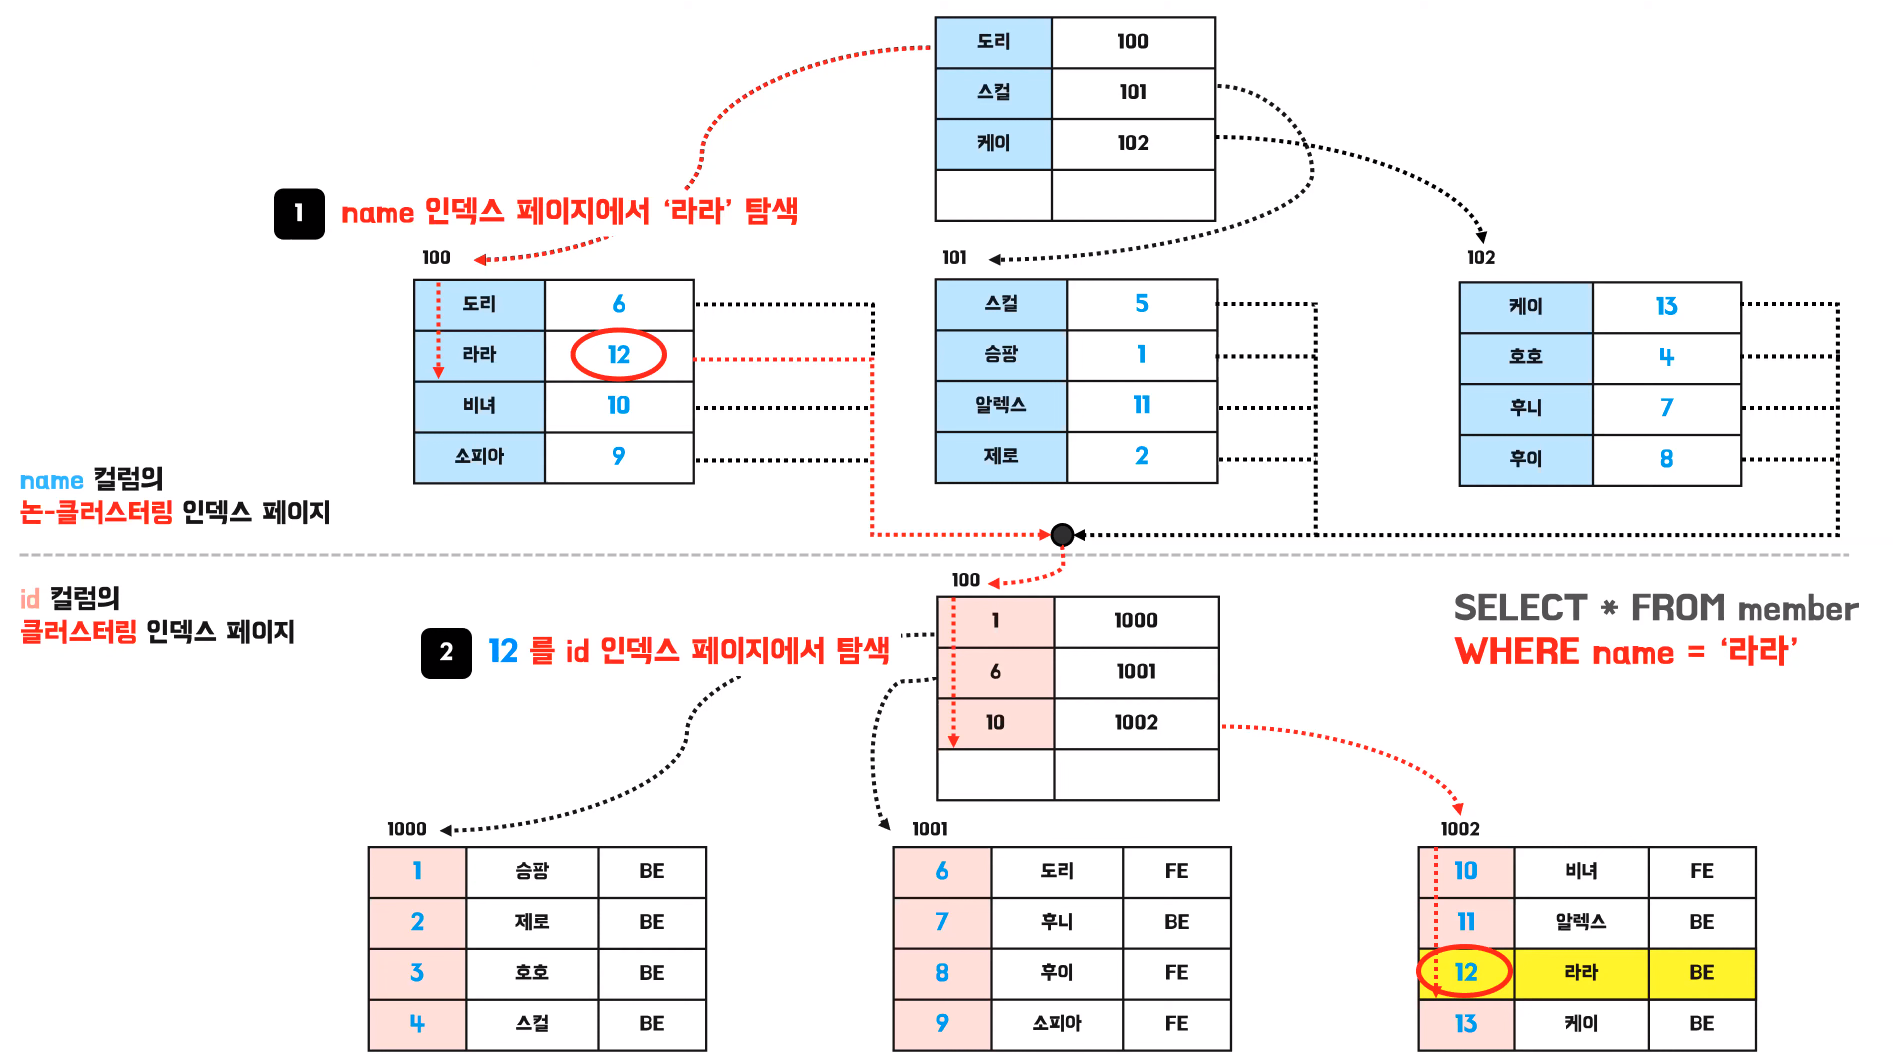 도리 100
스컬 101
케이 102
1 name 인덱스 페이지에서 ‘라라’ 탐색
100
도리 6
라라 12
비녀 10
소피아 9
101
스컬 5
승팡 1
알렉스 11
제로 2
102
케이 13
호호 4
후니 7
후이 8
name 컬럼의
논-클러스터링 인덱스 페이지
id 컬럼의
클러스터링 인덱스 페이지
2 12 를 id 인덱스 페이지에서 탐색
100
1 1000
6 1001
10 1002
SELECT * FROM member
WHERE name = ‘라라’
1000
1 승팡 BE
2 제로 BE
3 호호 BE
4 스컬 BE
1001
6 도리 FE
7 후니 BE
8 후이 FE
9 소피아 FE
1002
10 비녀 FE
11 알렉스 BE
12 라라 BE
13 케이 BE